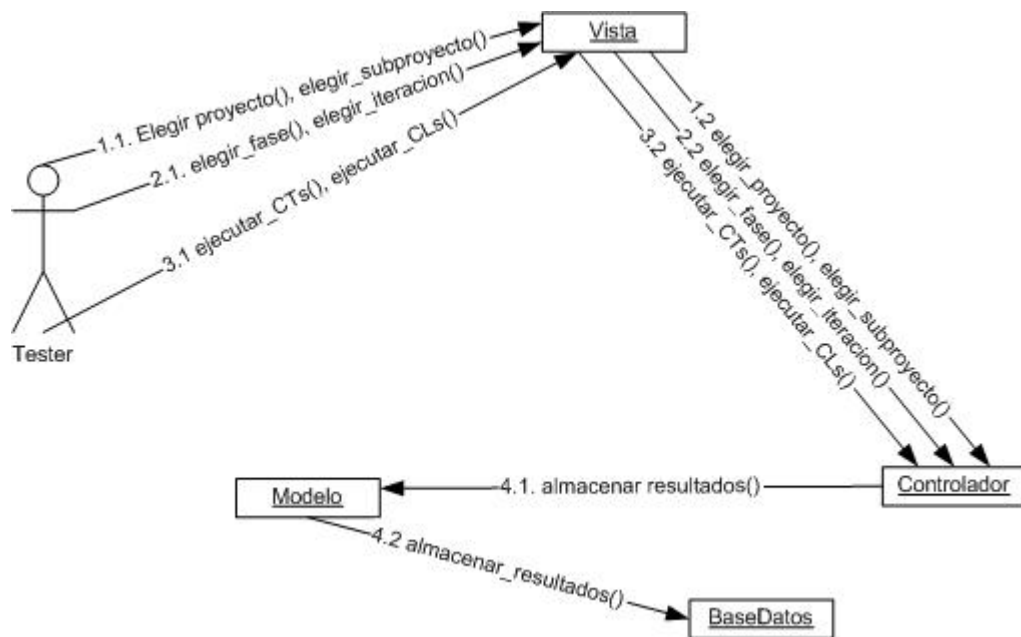 Vista
1.1. Elegir proyecto(), elegir_subproyecto()
2.1. elegir_fase(), elegir_iteracion()
3.1 ejecutar_CTs(), ejecutar_CLs()
1.2 elegir_proyecto(), elegir_subproyecto()
2.2 elegir_fase(), elegir_iteracion()
3.2 ejecutar_CTs(), ejecutar_CLs()
Tester
Modelo
4.1. almacenar resultados()
Controlador
4.2 almacenar_resultados()
BaseDatos